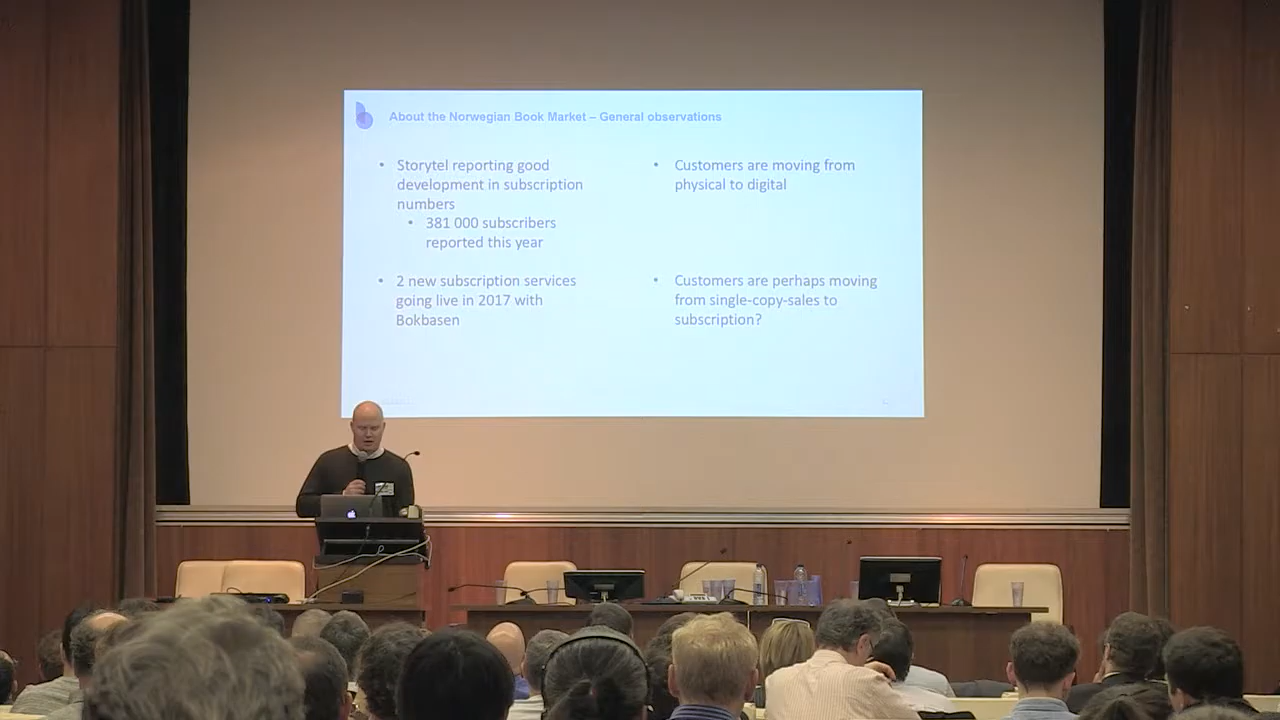 About the Norwegian Book Market – General observations
• Storytel reporting good
development in subscription
numbers
• 381 000 subscribers
reported this year
• 2 new subscription services
going live in 2017 with
Bokbasen
• Customers are moving from
physical to digital
• Customers are perhaps moving
from single-copy-sales to
subscription?